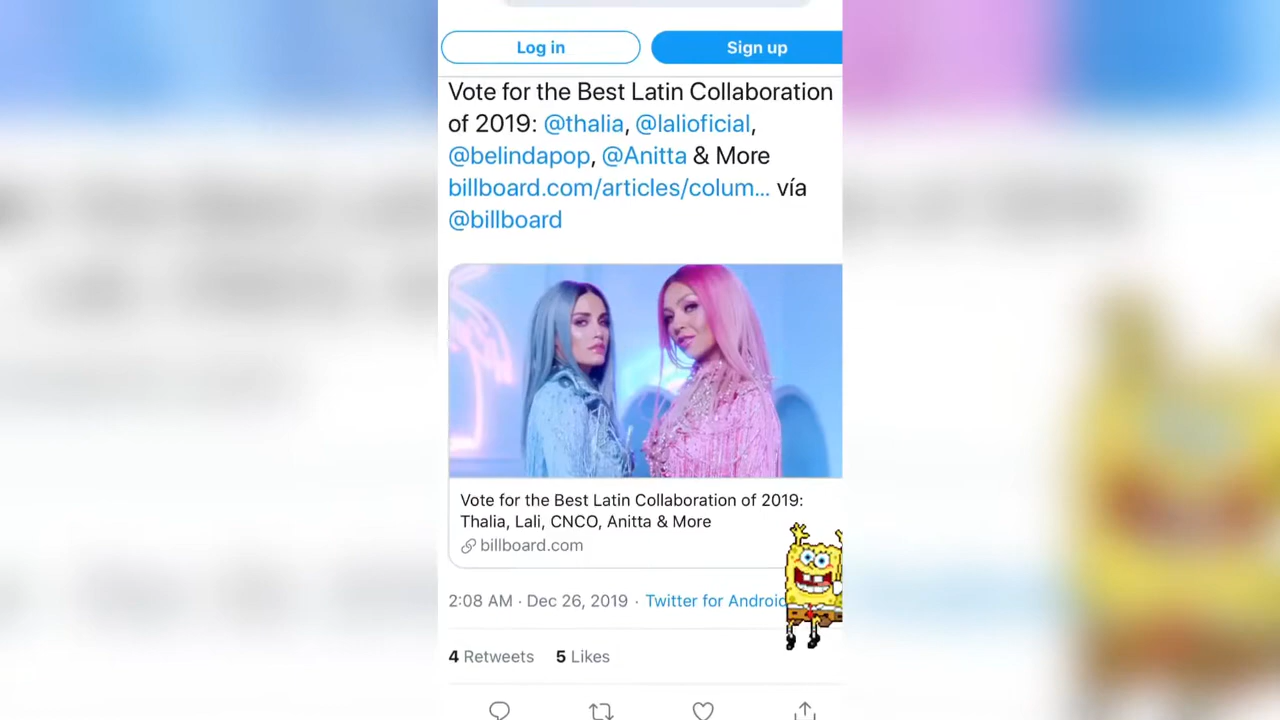 Log in
Sign up
Vote for the Best Latin Collaboration
of 2019: @thalia, @lalioficial,
@belindapop, @Anitta & More
billboard.com/articles/colum... vía
@billboard
Vote for the Best Latin Collaboration of 2019:
Thalia, Lali, CNCO, Anitta & More
billboard.com
2:08 AM · Dec 26, 2019 · Twitter for Android
4 Retweets 5 Likes